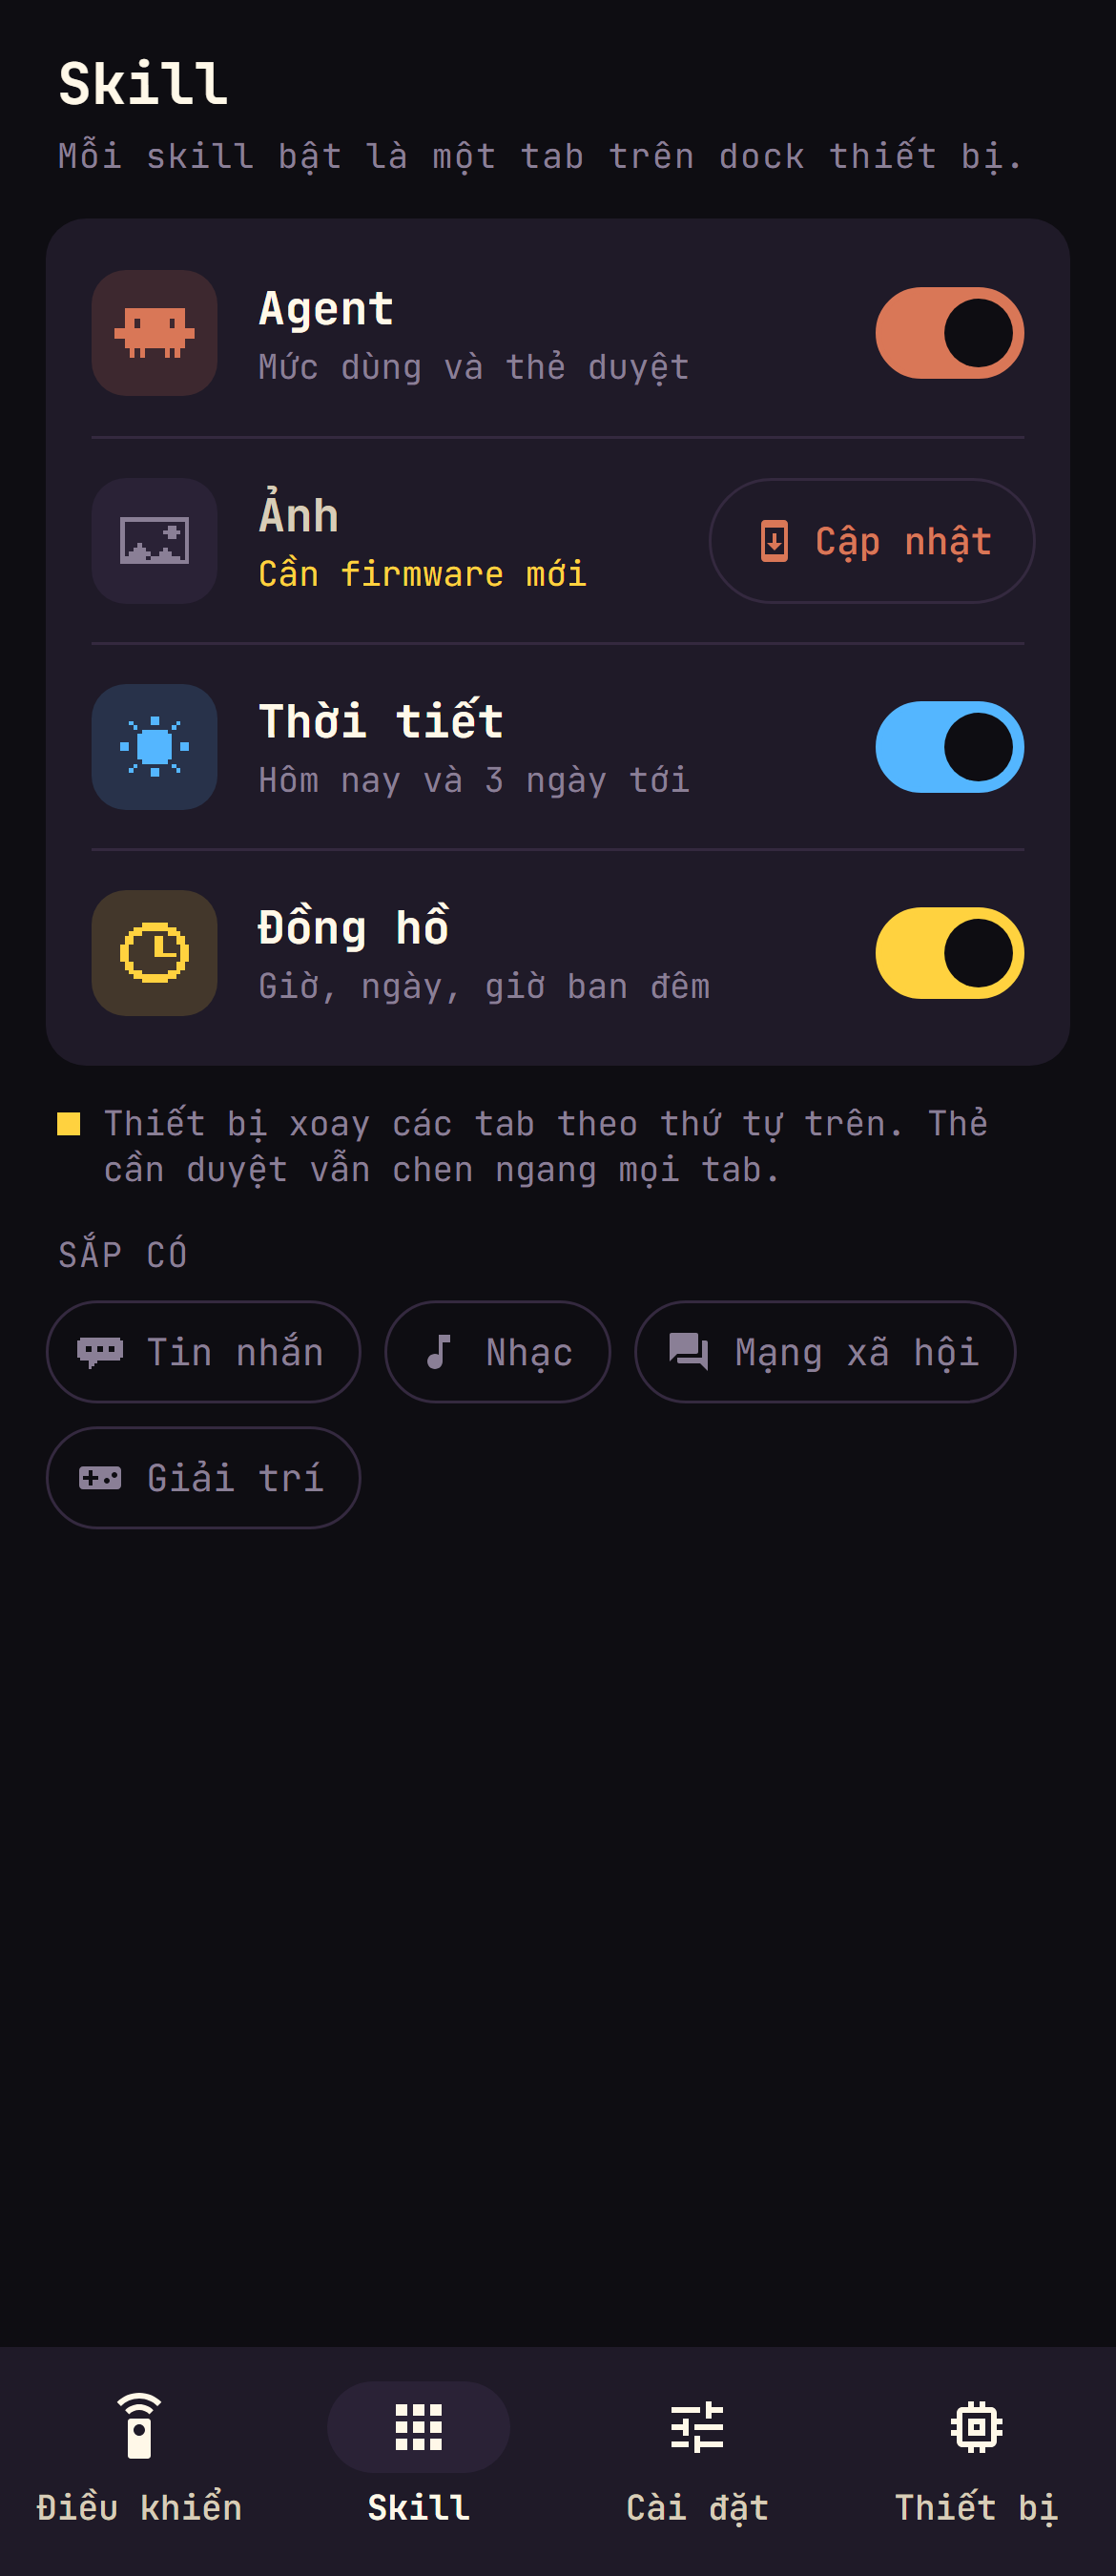 Skill
Mỗi skill bật là một tab trên dock thiết bị.
Agent
Mức dùng và thẻ duyệt
Ảnh
Cần firmware mới
Cập nhật
Thời tiết
Hôm nay và 3 ngày tới
Đồng hồ
Giờ, ngày, giờ ban đêm
Thiết bị xoay các tab theo thứ tự trên. Thẻ
cần duyệt vẫn chen ngang mọi tab.
SẮP CÓ
Tin nhắn
Nhạc
Mạng xã hội
Giải trí
Điều khiển
Skill
Cài đặt
Thiết bị